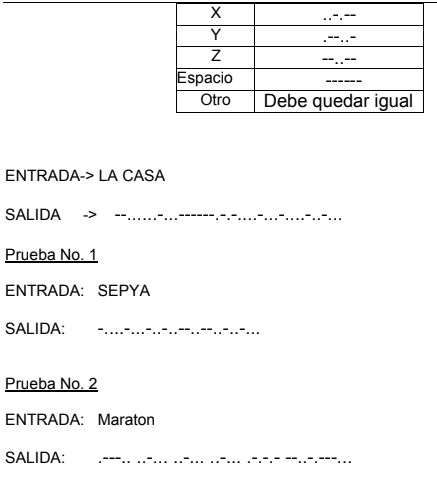 X ..-.--
Y .--..-
Z --..--
Espacio ------
Otro Debe quedar igual
ENTRADA-> LA CASA
SALIDA -> --......-...------.-.-....-...-....-..-...
Prueba No. 1
ENTRADA: SEPYA
SALIDA: -....-...-..-..--..--..-..-...
Prueba No. 2
ENTRADA: Maraton
SALIDA: .---.. ..-... ..-... ..-... .-.-.- --..-.---...